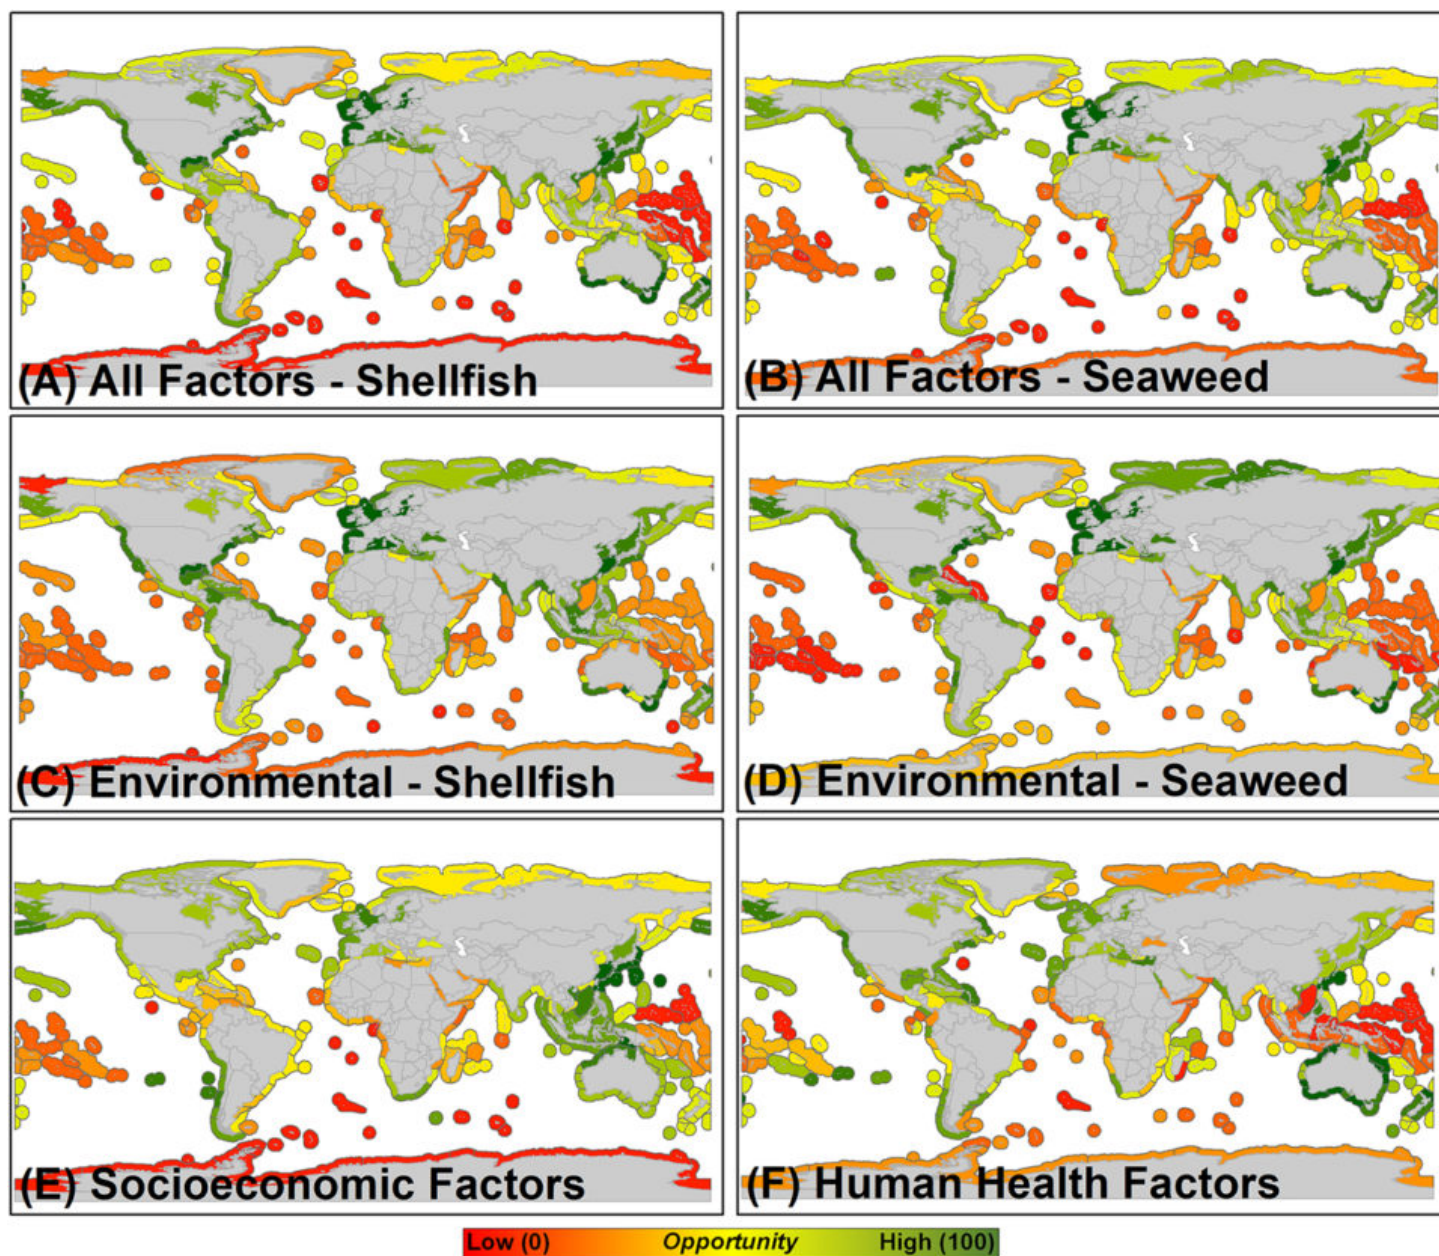 (A) All Factors - Shellfish
(B) All Factors - Seaweed
(C) Environmental - Shellfish
(D) Environmental - Seaweed
(E) Socioeconomic Factors
(F) Human Health Factors
Low (0) Opportunity High (100)